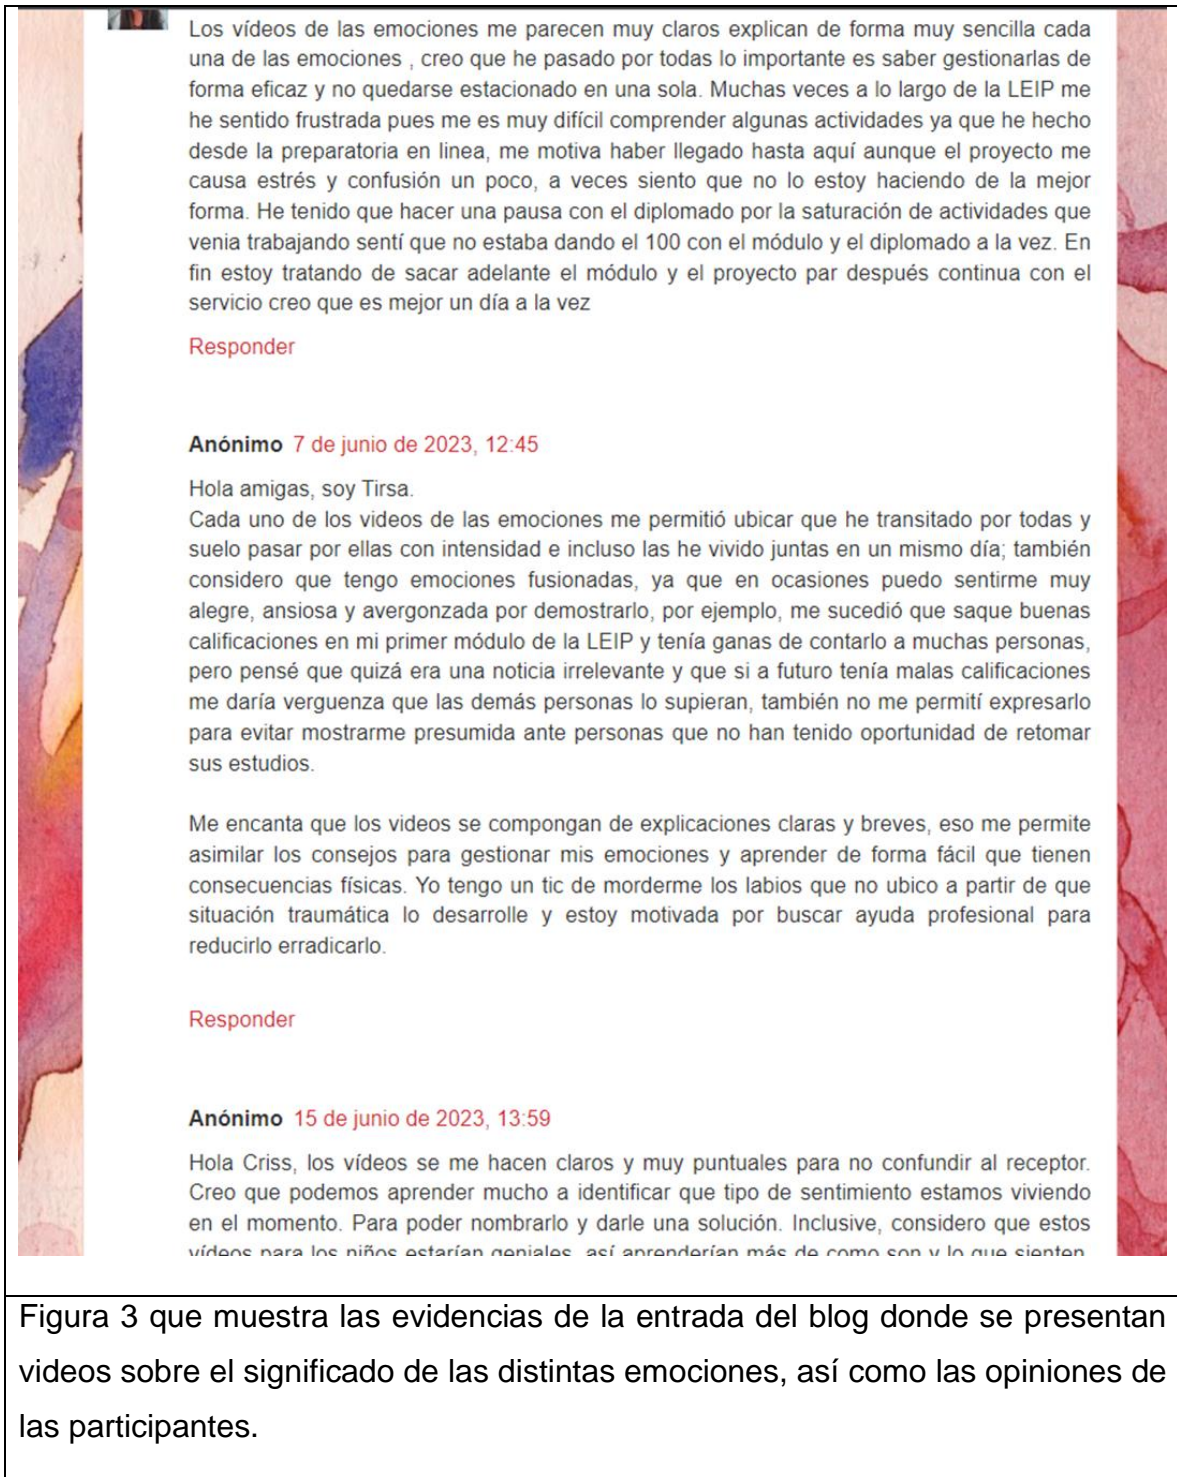 Los vídeos de las emociones me parecen muy claros explican de forma muy sencilla cada
una de las emociones , creo que he pasado por todas lo importante es saber gestionarlas de
forma eficaz y no quedarse estacionado en una sola. Muchas veces a lo largo de la LEIP me
he sentido frustrada pues me es muy difícil comprender algunas actividades ya que he hecho
desde la preparatoria en linea, me motiva haber llegado hasta aquí aunque el proyecto me
causa estrés y confusión un poco, a veces siento que no lo estoy haciendo de la mejor
forma. He tenido que hacer una pausa con el diplomado por la saturación de actividades que
venia trabajando sentí que no estaba dando el 100 con el módulo y el diplomado a la vez. En
fin estoy tratando de sacar adelante el módulo y el proyecto par después continua con el
servicio creo que es mejor un día a la vez
Responder
Anónimo 7 de junio de 2023, 12:45
Hola amigas, soy Tirsa.
Cada uno de los videos de las emociones me permitió ubicar que he transitado por todas y
suelo pasar por ellas con intensidad e incluso las he vivido juntas en un mismo día; también
considero que tengo emociones fusionadas, ya que en ocasiones puedo sentirme muy
alegre, ansiosa y avergonzada por demostrarlo, por ejemplo, me sucedió que saque buenas
calificaciones en mi primer módulo de la LEIP y tenía ganas de contarlo a muchas personas,
pero pensé que quizá era una noticia irrelevante y que si a futuro tenía malas calificaciones
me daría verguenza que las demás personas lo supieran, también no me permití expresarlo
para evitar mostrarme presumida ante personas que no han tenido oportunidad de retomar
sus estudios.
Me encanta que los videos se compongan de explicaciones claras y breves, eso me permite
asimilar los consejos para gestionar mis emociones y aprender de forma fácil que tienen
consecuencias físicas. Yo tengo un tic de morderme los labios que no ubico a partir de que
situación traumática lo desarrolle y estoy motivada por buscar ayuda profesional para
reducirlo erradicarlo.
Responder
Anónimo 15 de junio de 2023, 13:59
Hola Criss, los vídeos se me hacen claros y muy puntuales para no confundir al receptor.
Creo que podemos aprender mucho a identificar que tipo de sentimiento estamos viviendo
en el momento. Para poder nombrarlo y darle una solución. Inclusive, considero que estos
vídeos para los niños estarían geniales, así aprenderían más de como son y lo que sienten.
Figura 3 que muestra las evidencias de la entrada del blog donde se presentan
videos sobre el significado de las distintas emociones, así como las opiniones de
las participantes.